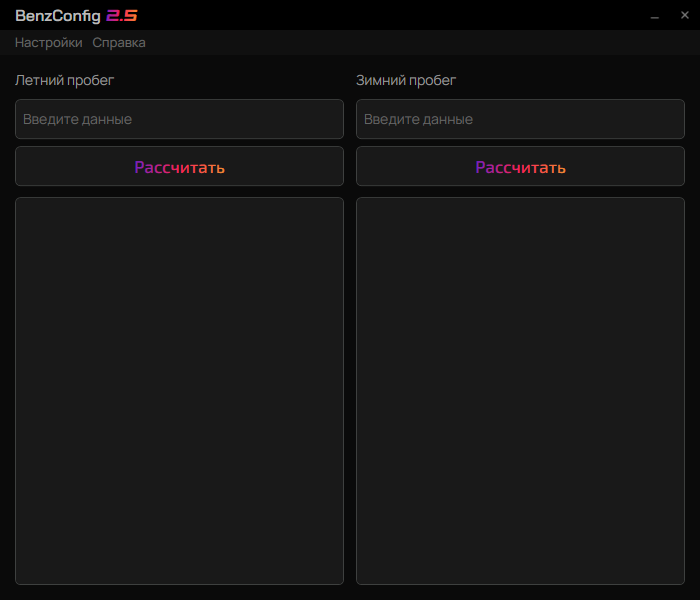 BenzConfig 2.5
Настройки Справка
Летний пробег
Введите данные
Рассчитать
Зимний пробег
Введите данные
Рассчитать